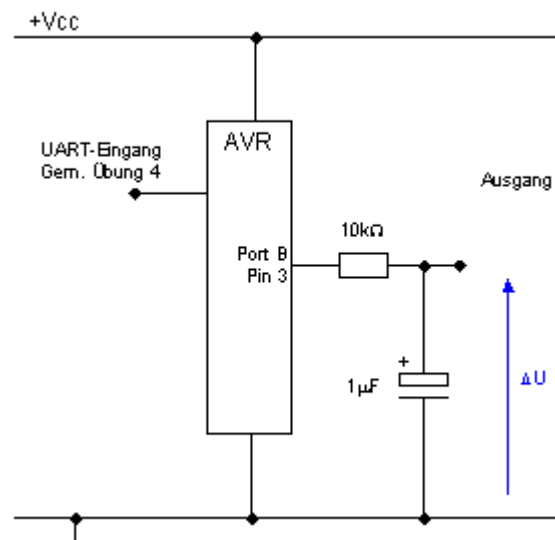 +Vcc
AVR
UART-Eingang
Gem. Übung 4
Ausgang
10kΩ
Port B
Pin 3
+
1µF
ΔU